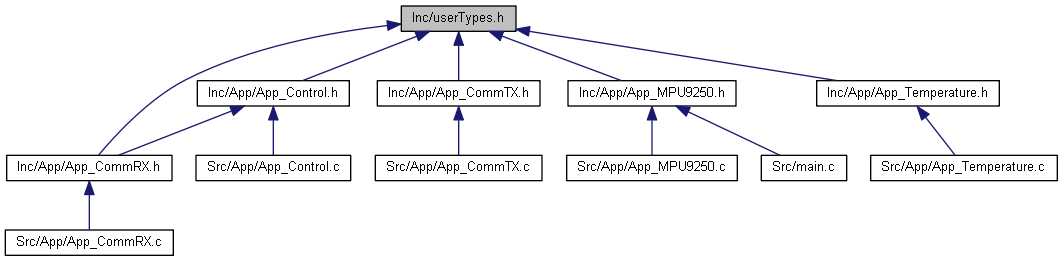 Inc/userTypes.h
Inc/App/App_Control.h
Inc/App/App_CommTX.h
Inc/App/App_MPU9250.h
Inc/App/App_Temperature.h
Inc/App/App_CommRX.h
Src/App/App_Control.c
Src/App/App_CommTX.c
Src/App/App_MPU9250.c
Src/main.c
Src/App/App_Temperature.c
Src/App/App_CommRX.c